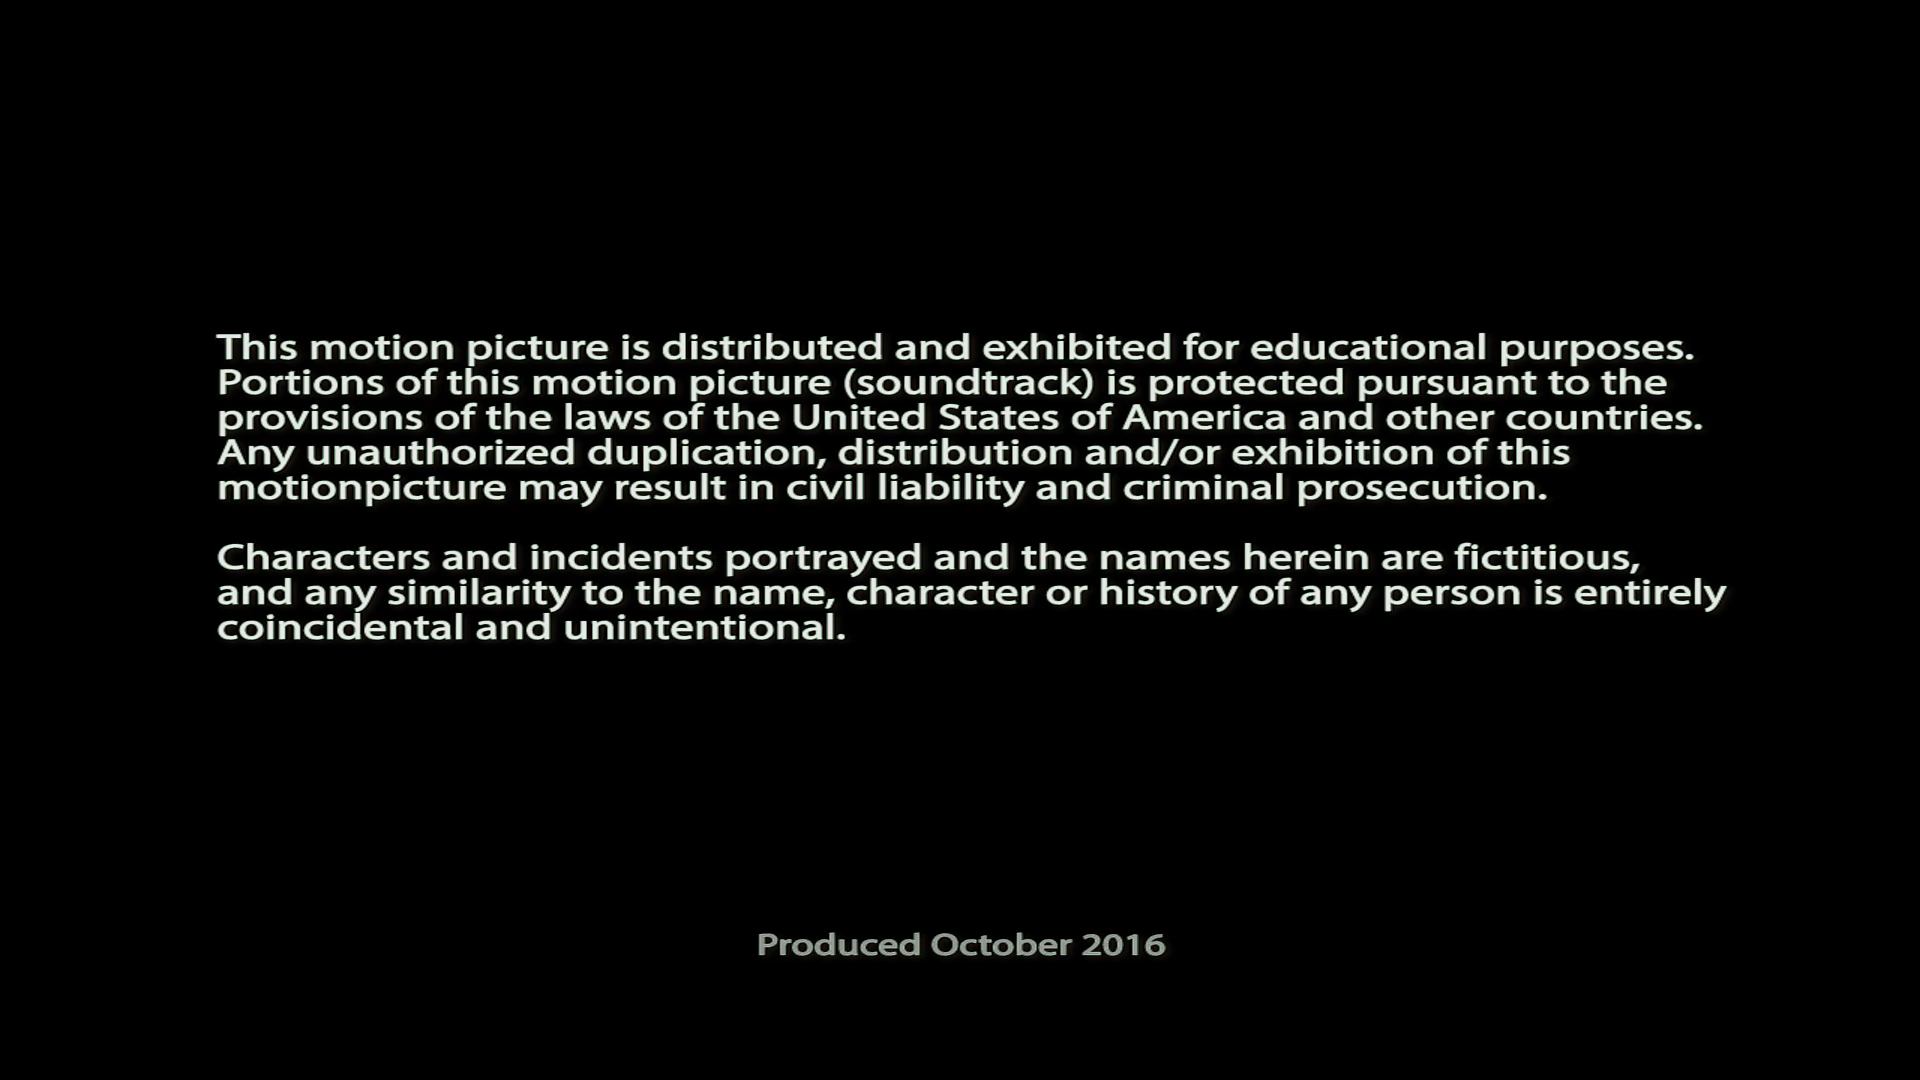 This motion picture is distributed and exhibited for educational purposes.
Portions of this motion picture (soundtrack) is protected pursuant to the
provisions of the laws of the United States of America and other countries.
Any unauthorized duplication, distribution and/or exhibition of this
motionpicture may result in civil liability and criminal prosecution.
Characters and incidents portrayed and the names herein are fictitious,
and any similarity to the name, character or history of any person is entirely
coincidental and unintentional.
Produced October 2016